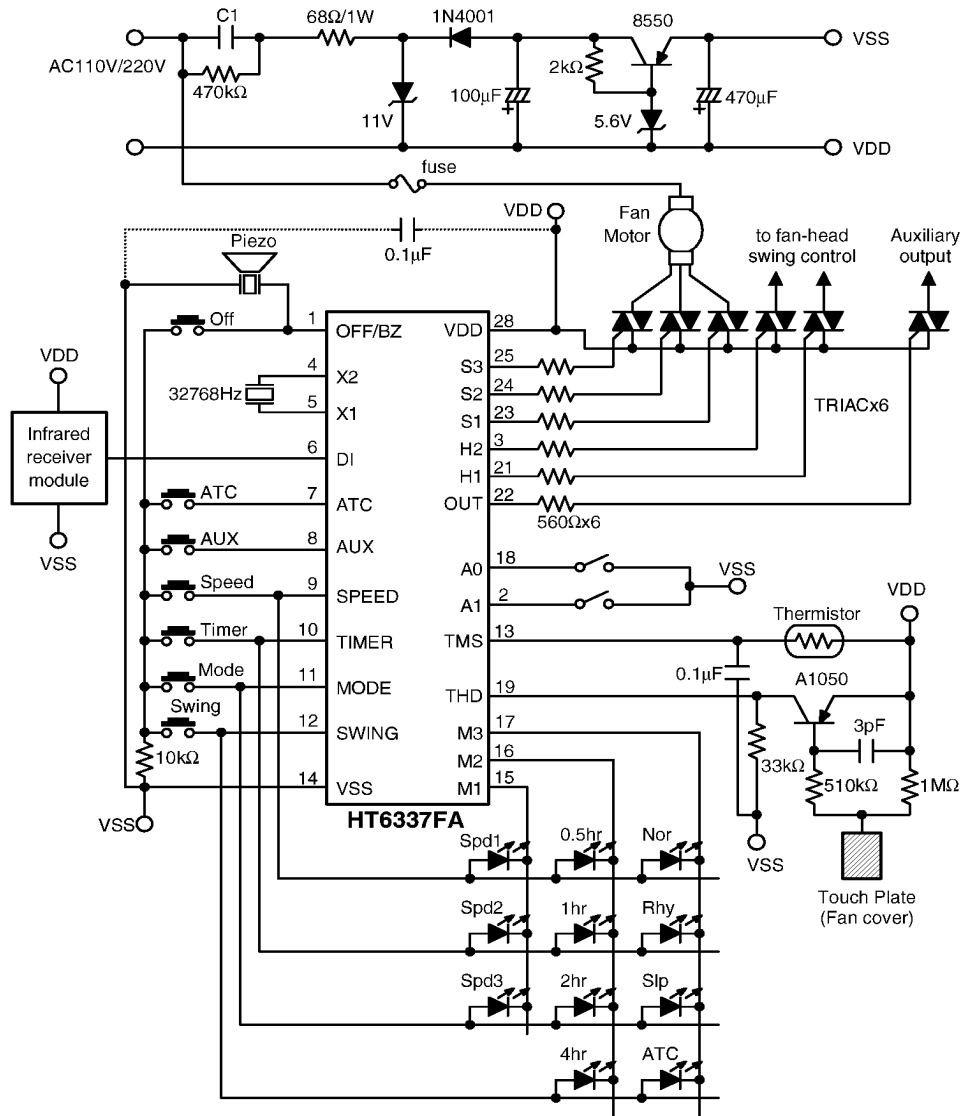 C1
68Ω/1W
1N4001
8550
VSS
AC110V/220V
470kΩ
2kΩ
11V
100μF
+
5.6V
470μF
+
VDD
fuse
VDD
Fan
Motor
to fan-head
swing control
Auxiliary
output
0.1μF
Piezo
Off
1
OFF/BZ
VDD
28
VDD
4
X2
S3
25
32768Hz
5
X1
S2
24
S1
23
TRIACx6
Infrared
receiver
module
6
DI
H2
3
H1
21
ATC
7
ATC
OUT
22
560Ωx6
VSS
AUX
8
AUX
A0
18
VSS
Speed
9
SPEED
A1
2
VDD
Timer
10
TIMER
TMS
13
Thermistor
0.1μF
Mode
11
MODE
THD
19
A1050
Swing
12
SWING
M3
17
3pF
10kΩ
M2
16
33kΩ
510kΩ
1MΩ
14
VSS
M1
15
VSS
HT6337FA
VSS
Spd1
0.5hr
Nor
Touch Plate
(Fan cover)
Spd2
1hr
Rhy
Spd3
2hr
Slp
4hr
ATC